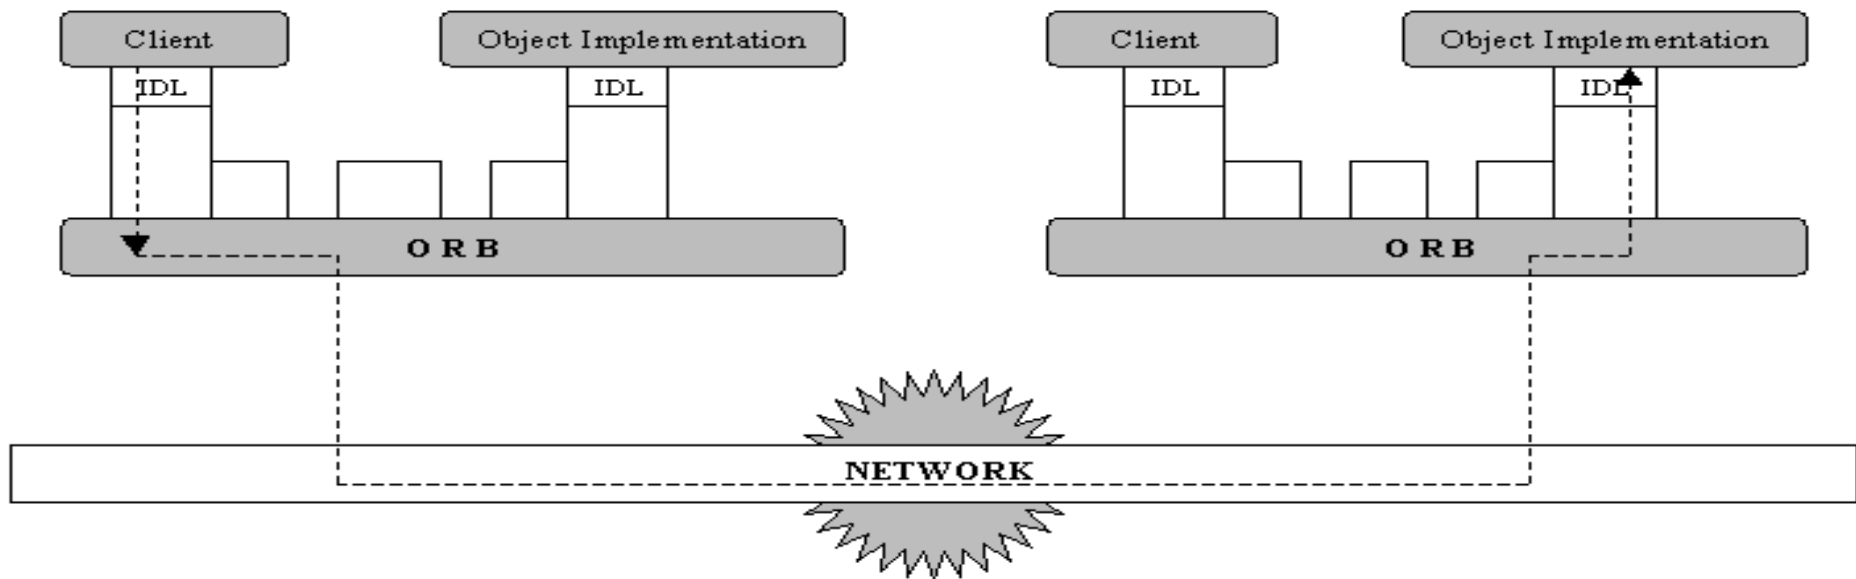 Client
Object Implementation
Client
Object Implementation
IDL
IDL
IDL
IDL
O R B
O R B
NETWORK